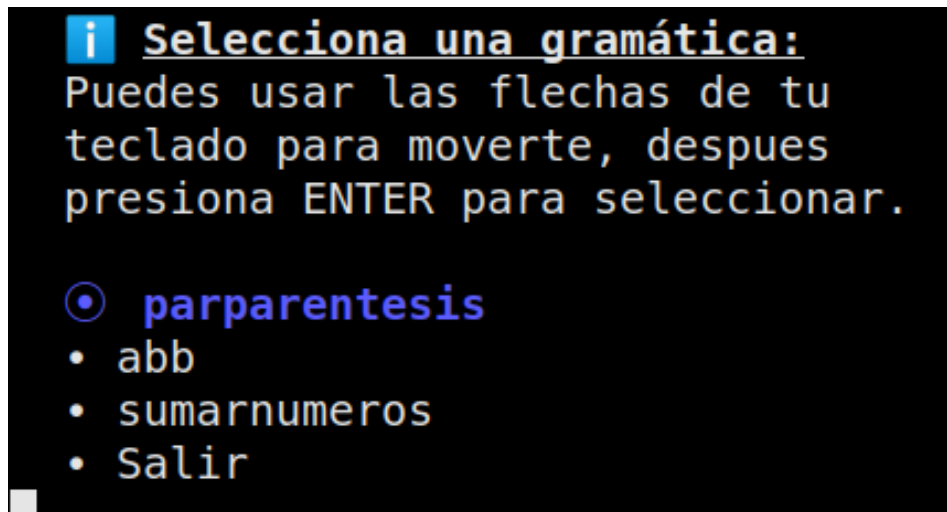 ℹ️ Selecciona una gramática:
Puedes usar las flechas de tu
teclado para moverte, despues
presiona ENTER para seleccionar.
⦿ parparentesis
• abb
• sumarnumeros
• Salir